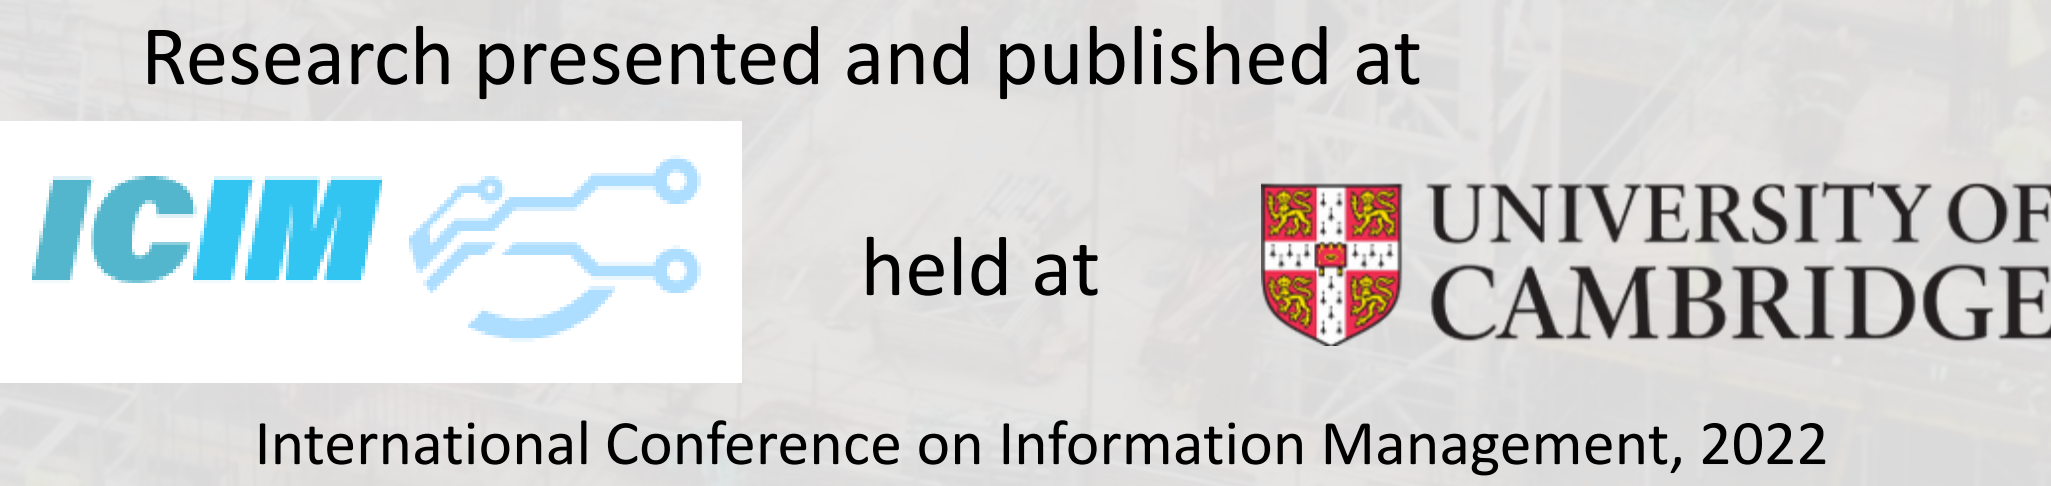 Research presented and published at
ICIM
held at
UNIVERSITY OF
CAMBRIDGE
International Conference on Information Management, 2022